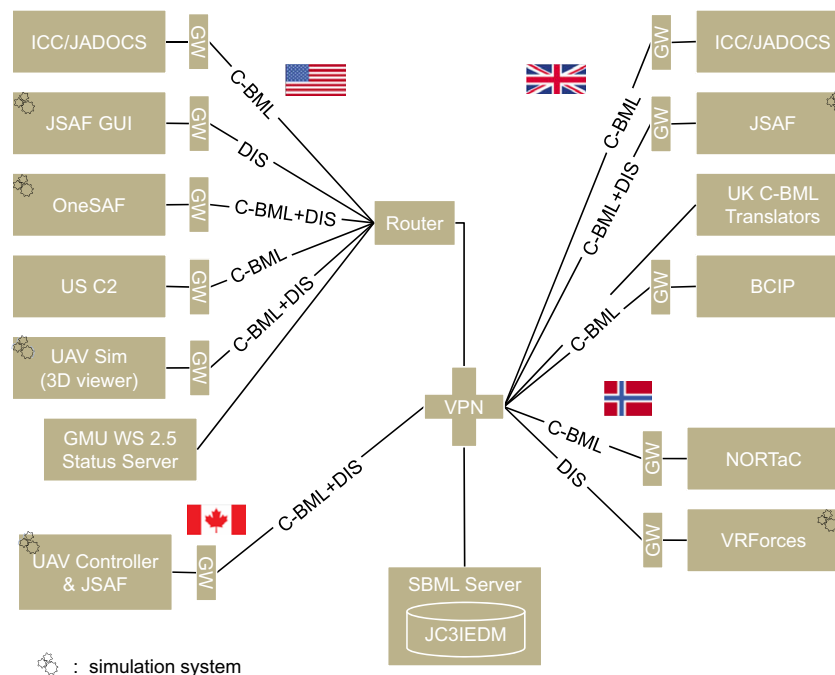 ICC/JADOCS
GW
C-BML
JSAF GUI
GW
DIS
OneSAF
GW
C-BML+DIS
US C2
GW
C-BML
UAV Sim
(3D viewer)
GW
C-BML+DIS
GMU WS 2.5
Status Server
Router
VPN
UAV Controller
& JSAF
GW
C-BML+DIS
SBML Server
JC3IEDM
ICC/JADOCS
GW
C-BML
JSAF
GW
C-BML+DIS
UK C-BML
Translators
BCIP
GW
C-BML
NORTaC
GW
C-BML
VRForces
GW
DIS
: simulation system